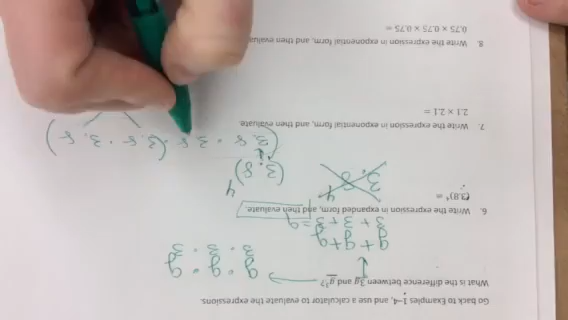 Go back to Examples 1–4, and use a calculator to evaluate the expressions.
What is the difference between 3g and g³?
g · g · g
3 · 3 · 3
g + g + g
3 + 3 + 3 = 9
6. Write the expression in expanded form, and then evaluate.
(3.8)⁴ =
3.8⁴
(3.8)⁴
(3.8 · 3.8) · (3.8 · 3.8)
7. Write the expression in exponential form, and then evaluate.
2.1 × 2.1 =
8. Write the expression in exponential form, and then evaluate
0.75 × 0.75 × 0.75 =